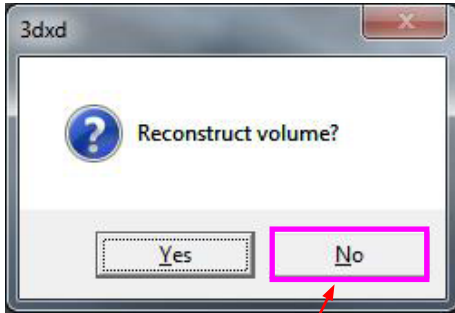 3dxd
Reconstruct volume?
Yes
No